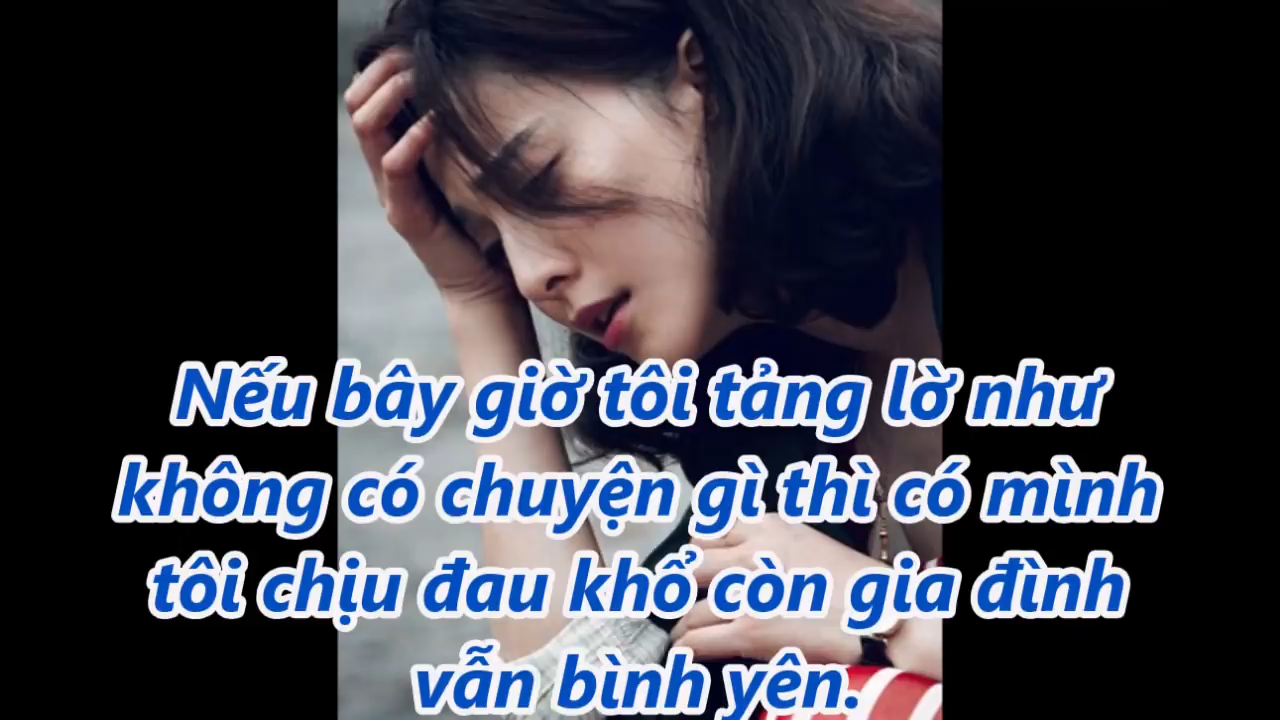 Nếu bây giờ tôi tảng lờ như
không có chuyện gì thì có mình
tôi chịu đau khổ còn gia đình
vẫn bình yên.